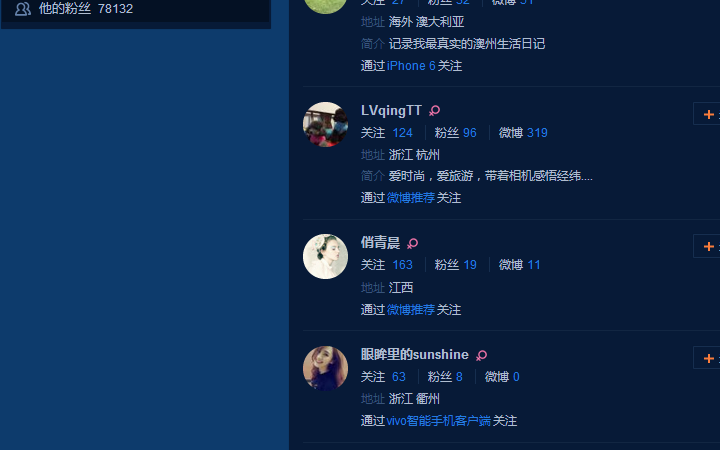 他的粉丝 78132
关注 27 粉丝 52 微博 51
地址 海外 澳大利亚
简介 记录我最真实的澳州生活日记
通过 iPhone 6 关注
LVqingTT
关注 124 粉丝 96 微博 319
地址 浙江 杭州
简介 爱时尚，爱旅游，带着相机感悟经纬....
通过 微博推荐 关注
俏青晨
关注 163 粉丝 19 微博 11
地址 江西
通过 微博推荐 关注
眼眸里的sunshine
关注 63 粉丝 8 微博 0
地址 浙江 衢州
通过 vivo智能手机客户端 关注